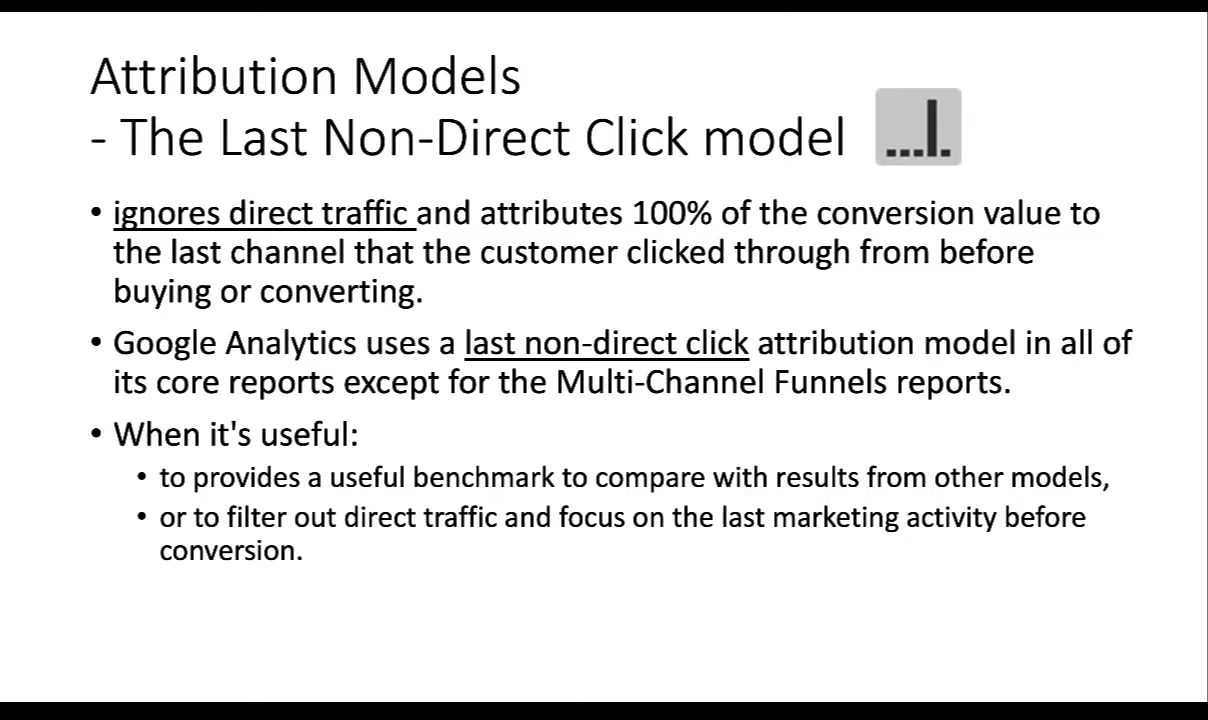 Attribution Models
- The Last Non-Direct Click model
• ignores direct traffic and attributes 100% of the conversion value to
the last channel that the customer clicked through from before
buying or converting.
• Google Analytics uses a last non-direct click attribution model in all of
its core reports except for the Multi-Channel Funnels reports.
• When it's useful:
• to provides a useful benchmark to compare with results from other models,
• or to filter out direct traffic and focus on the last marketing activity before
conversion.